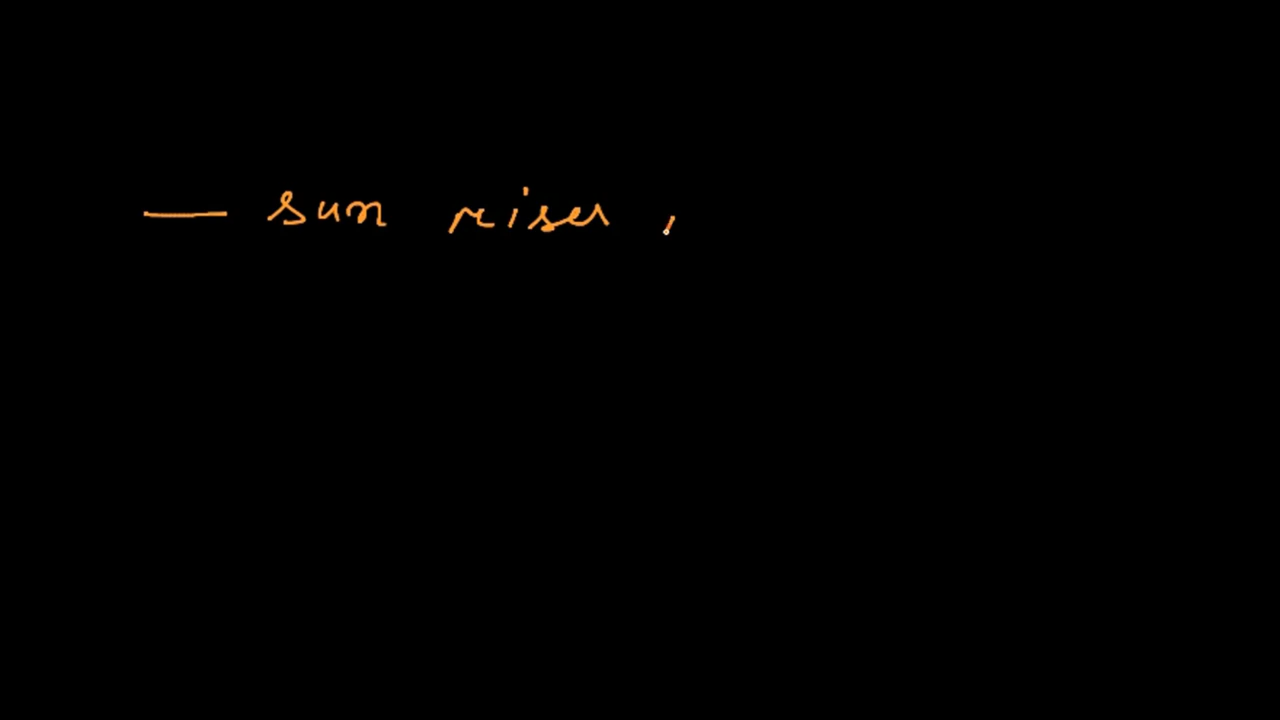 — sun rises